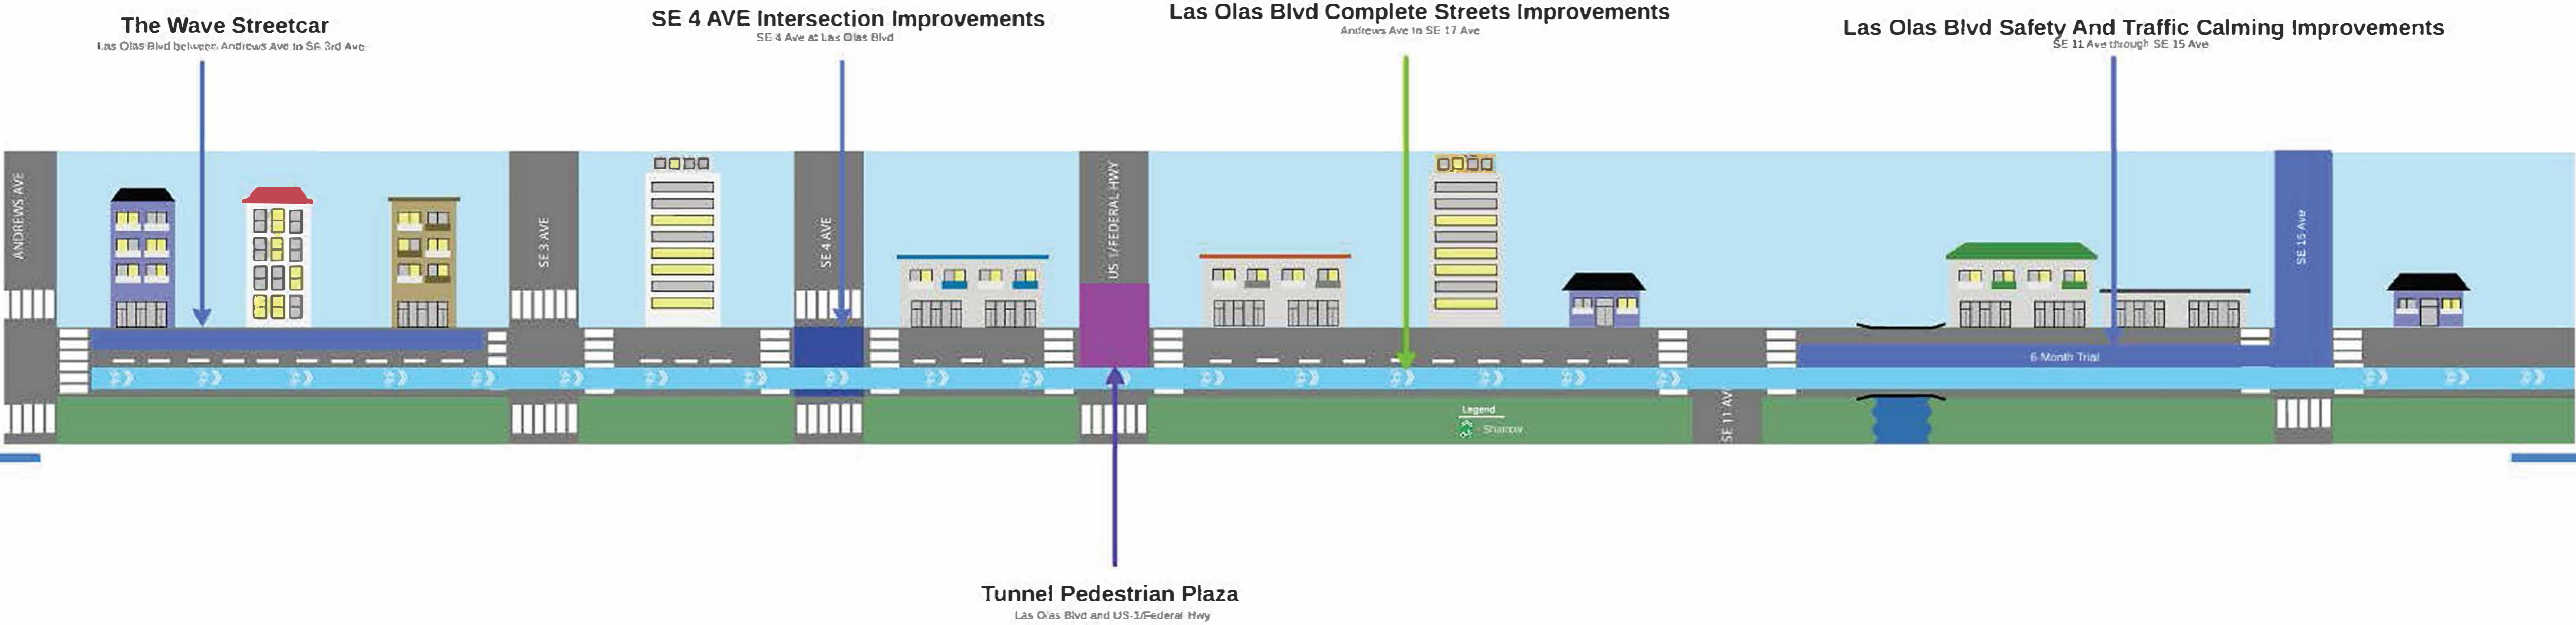 The Wave Streetcar
Las Olas Blvd between Andrews Ave to SE 3rd Ave
SE 4 AVE Intersection Improvements
SE 4 Ave at Las Olas Blvd
Las Olas Blvd Complete Streets Improvements
Andrews Ave to SE 17 Ave
Las Olas Blvd Safety And Traffic Calming Improvements
SE 11 Ave through SE 15 Ave
ANDREWS AVE
SE 3 AVE
SE 4 AVE
US 1/FEDERAL HWY
SE 15 Ave
6 Month Trial
SE 11 AV
Legend
Sharrow
Tunnel Pedestrian Plaza
Las Olas Blvd and US-1/Federal Hwy